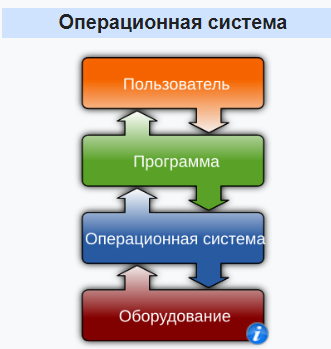 Операционная система
Пользователь
Программа
Операционная система
Оборудование
i